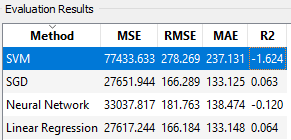 Evaluation Results
Method MSE RMSE MAE R2
SVM 77433.633 278.269 237.131 -1.624
SGD 27651.944 166.289 133.125 0.063
Neural Network 33037.817 181.763 138.474 -0.120
Linear Regression 27617.244 166.184 133.148 0.064